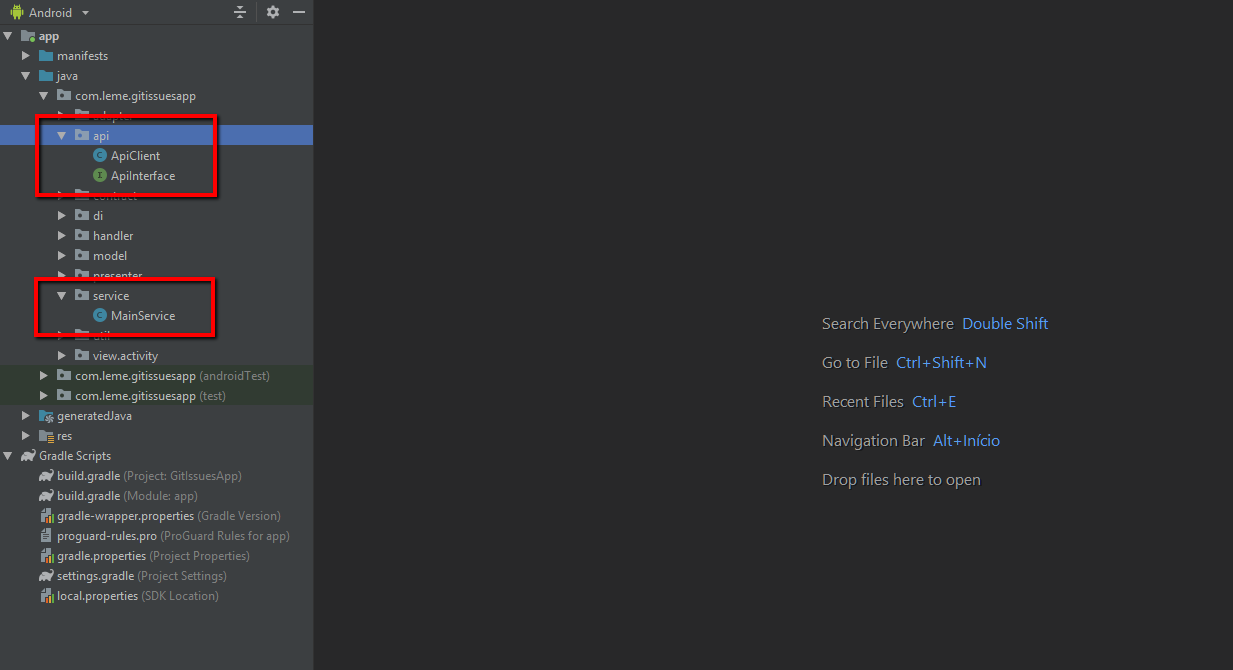 Android
app
manifests
java
com.leme.gitissuesapp
adapter
api
ApiClient
ApiInterface
contract
di
handler
model
presenter
service
MainService
util
view.activity
com.leme.gitissuesapp (androidTest)
com.leme.gitissuesapp (test)
generatedJava
res
Gradle Scripts
build.gradle (Project: GitIssuesApp)
build.gradle (Module: app)
gradle-wrapper.properties (Gradle Version)
proguard-rules.pro (ProGuard Rules for app)
gradle.properties (Project Properties)
settings.gradle (Project Settings)
local.properties (SDK Location)
Search Everywhere Double Shift
Go to File Ctrl+Shift+N
Recent Files Ctrl+E
Navigation Bar Alt+Início
Drop files here to open